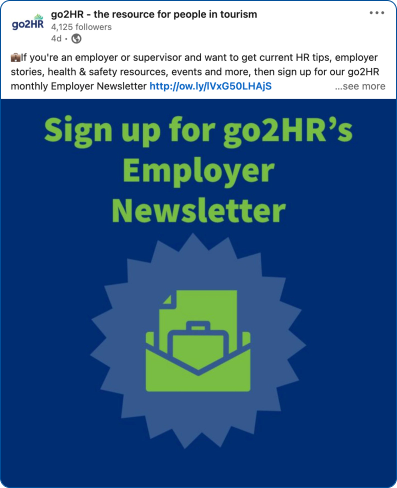 go2HR
go2HR - the resource for people in tourism
4,125 followers
4d •
If you're an employer or supervisor and want to get current HR tips, employer
stories, health & safety resources, events and more, then sign up for our go2HR
monthly Employer Newsletter http://ow.ly/lVxG50LHAjS ...see more
Sign up for go2HR's
Employer
Newsletter